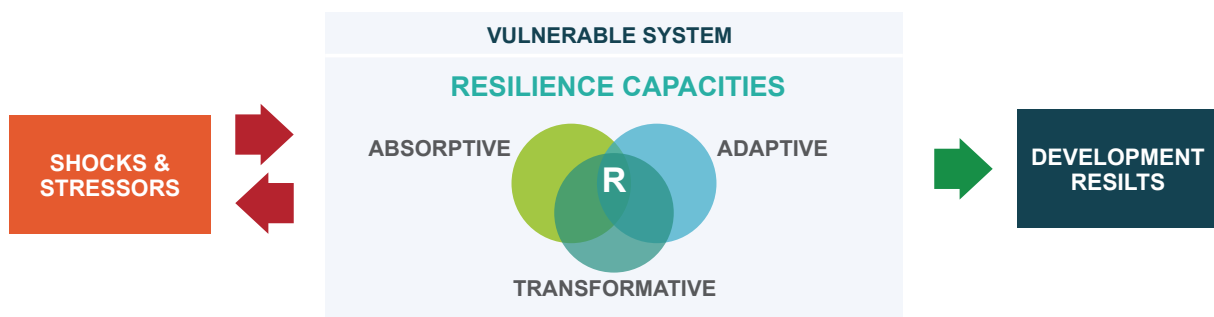 VULNERABLE SYSTEM
RESILIENCE CAPACITIES
SHOCKS &
STRESSORS
ABSORPTIVE
ADAPTIVE
R
TRANSFORMATIVE
DEVELOPMENT
RESILTS